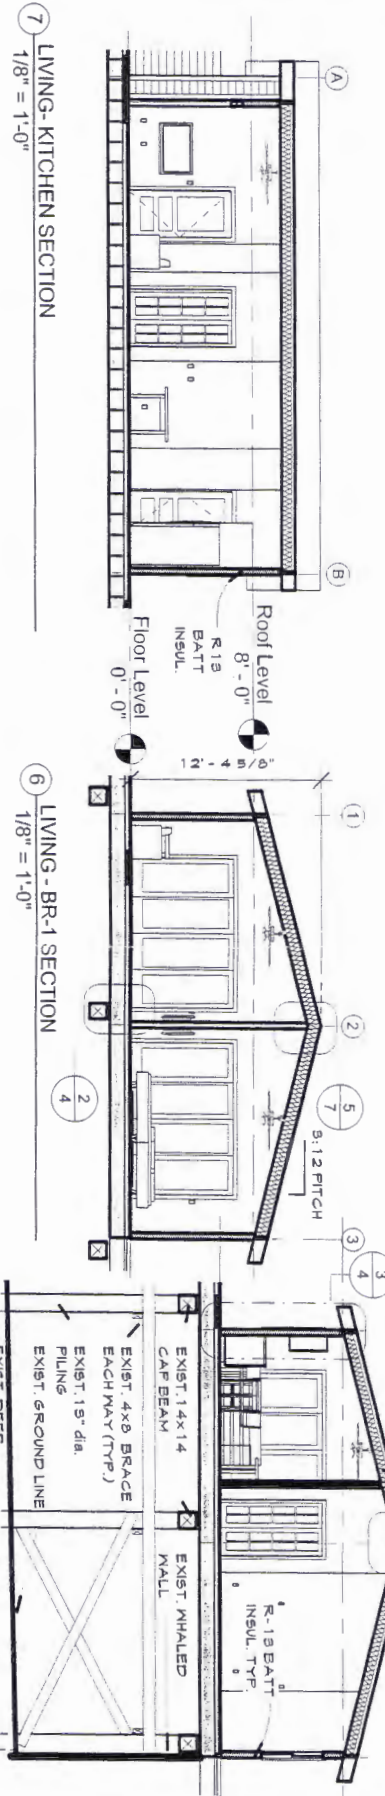 7
LIVING- KITCHEN SECTION
1/8" = 1'-0"
A
B
R 13
BATT
INSUL.
Roof Level
8' - 0"
Floor Level
0' - 0"
12'- 4 5/8"
6
LIVING - BR-1 SECTION
1/8" = 1'-0"
1
2
3
5
7
3:12 PITCH
2
4
3
4
EXIST. 14X14
CAP BEAM
EXIST. 4x8 BRACE
EACH WAY (TYP.)
EXIST. 13" dia.
PILING
EXIST. GROUND LINE
EXIST. WHALED
WALL
R-13 BATT
INSUL. TYP.